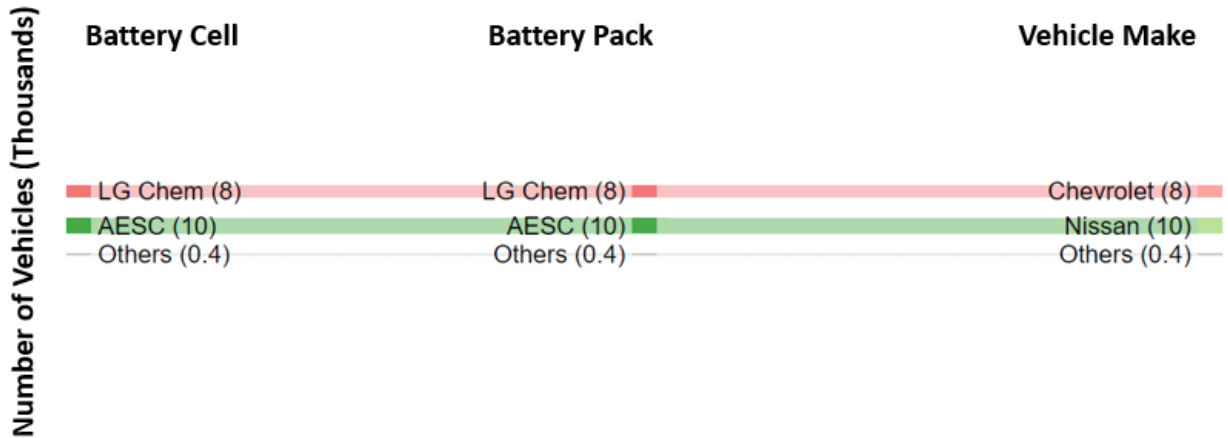 Number of Vehicles (Thousands)
Battery Cell Battery Pack Vehicle Make
LG Chem (8) LG Chem (8) Chevrolet (8)
AESC (10) AESC (10) Nissan (10)
Others (0.4) Others (0.4) Others (0.4)